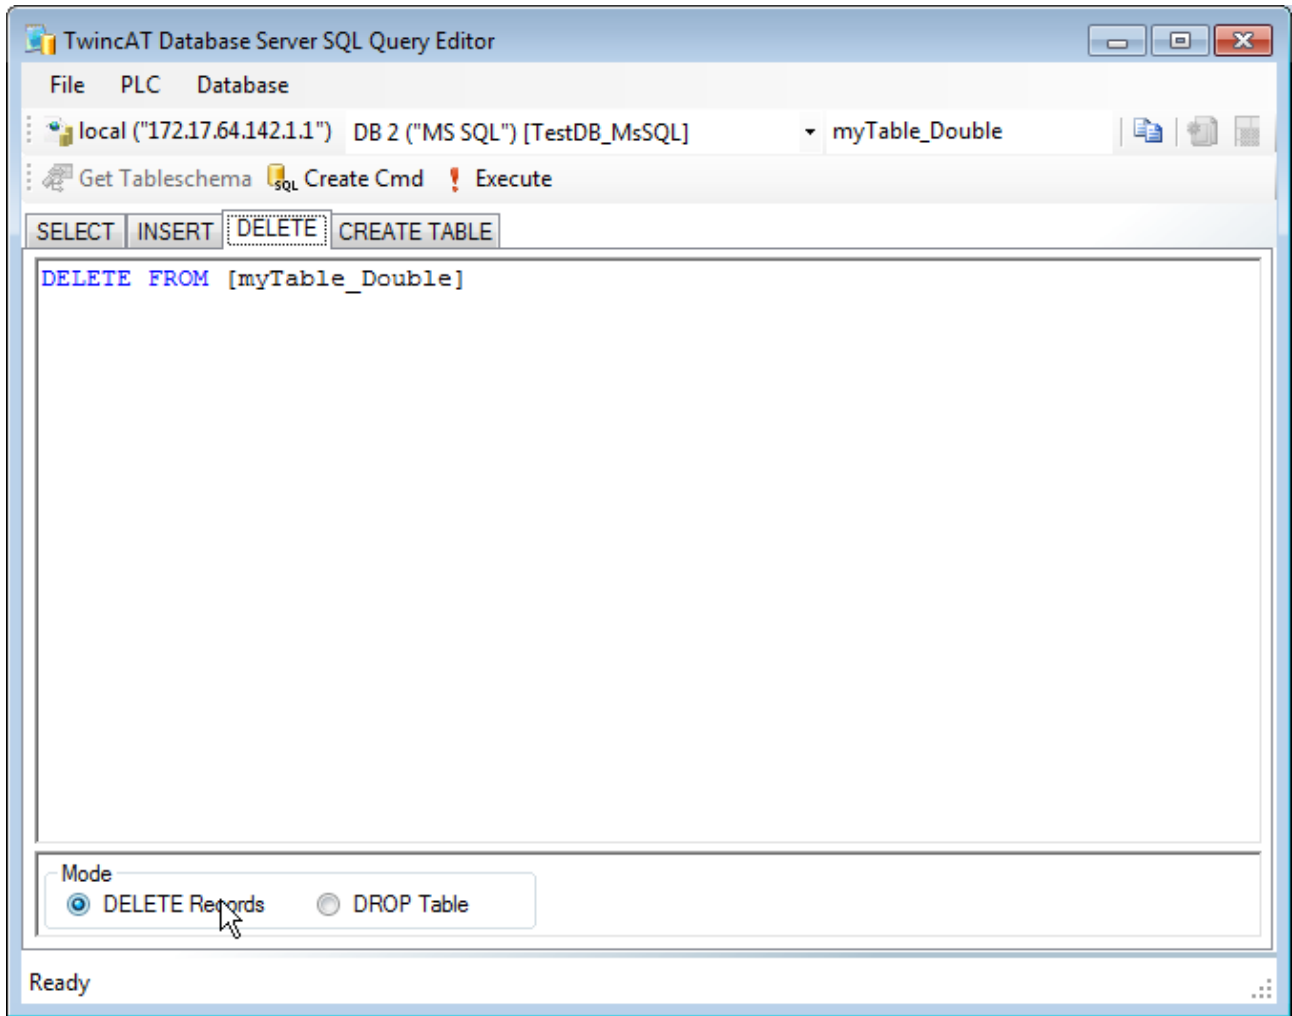 TwincAT Database Server SQL Query Editor
File PLC Database
local ("172.17.64.142.1.1") DB 2 ("MS SQL") [TestDB_MsSQL] myTable_Double
Get Tableschema SQL Create Cmd Execute
SELECT INSERT DELETE CREATE TABLE
DELETE FROM [myTable_Double]
Mode
DELETE Records DROP Table
Ready